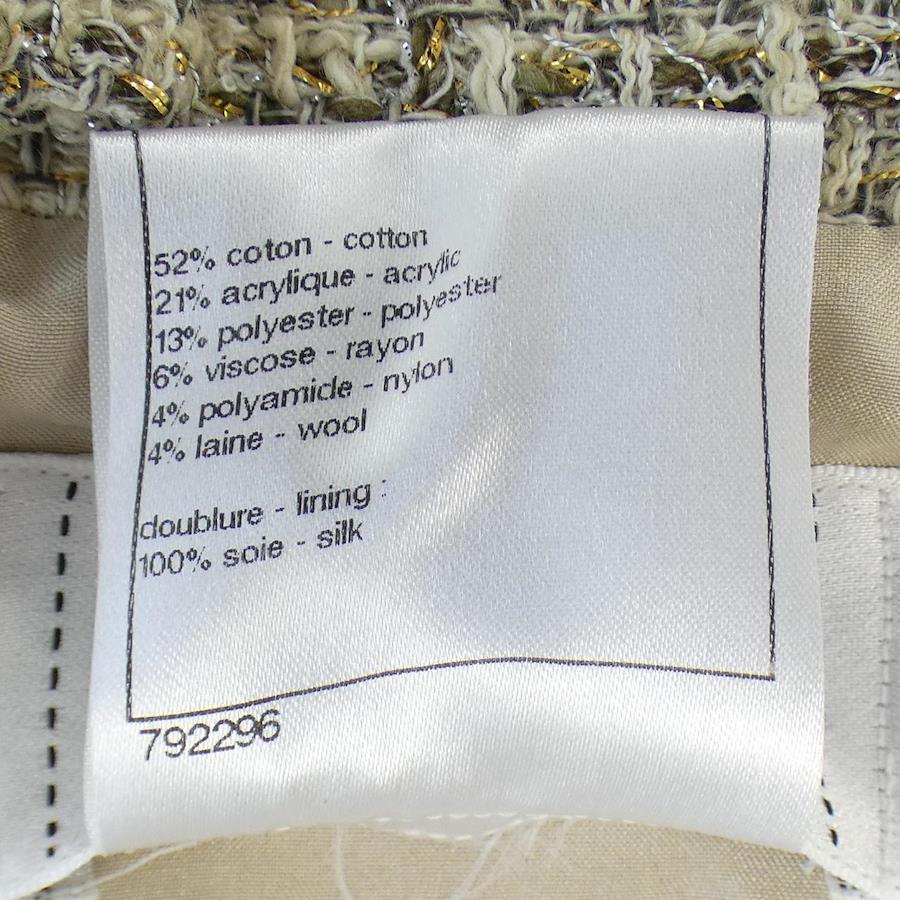 52% coton - cotton
21% acrylique - acrylic
13% polyester - polyester
6% viscose - rayon
4% polyamide - nylon
4% laine - wool
doublure - lining :
100% soie - silk
792296